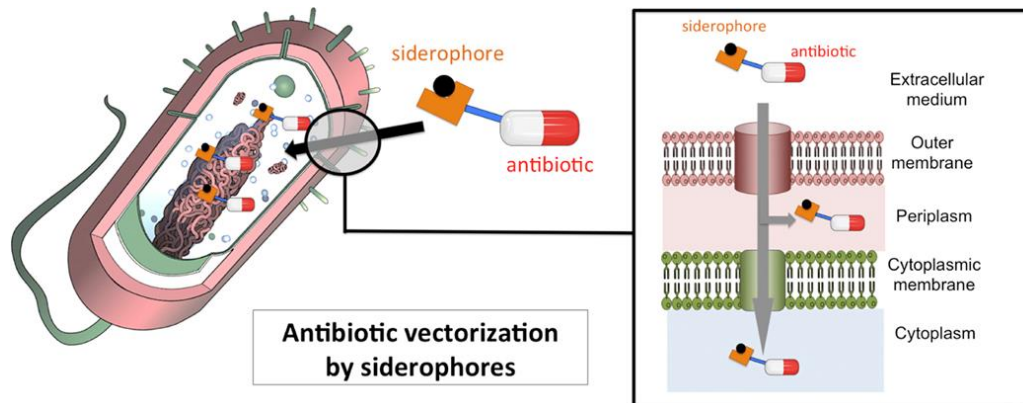 siderophore
antibiotic
Antibiotic vectorization
by siderophores
siderophore
antibiotic
Extracellular
medium
Outer
membrane
Periplasm
Cytoplasmic
membrane
Cytoplasm